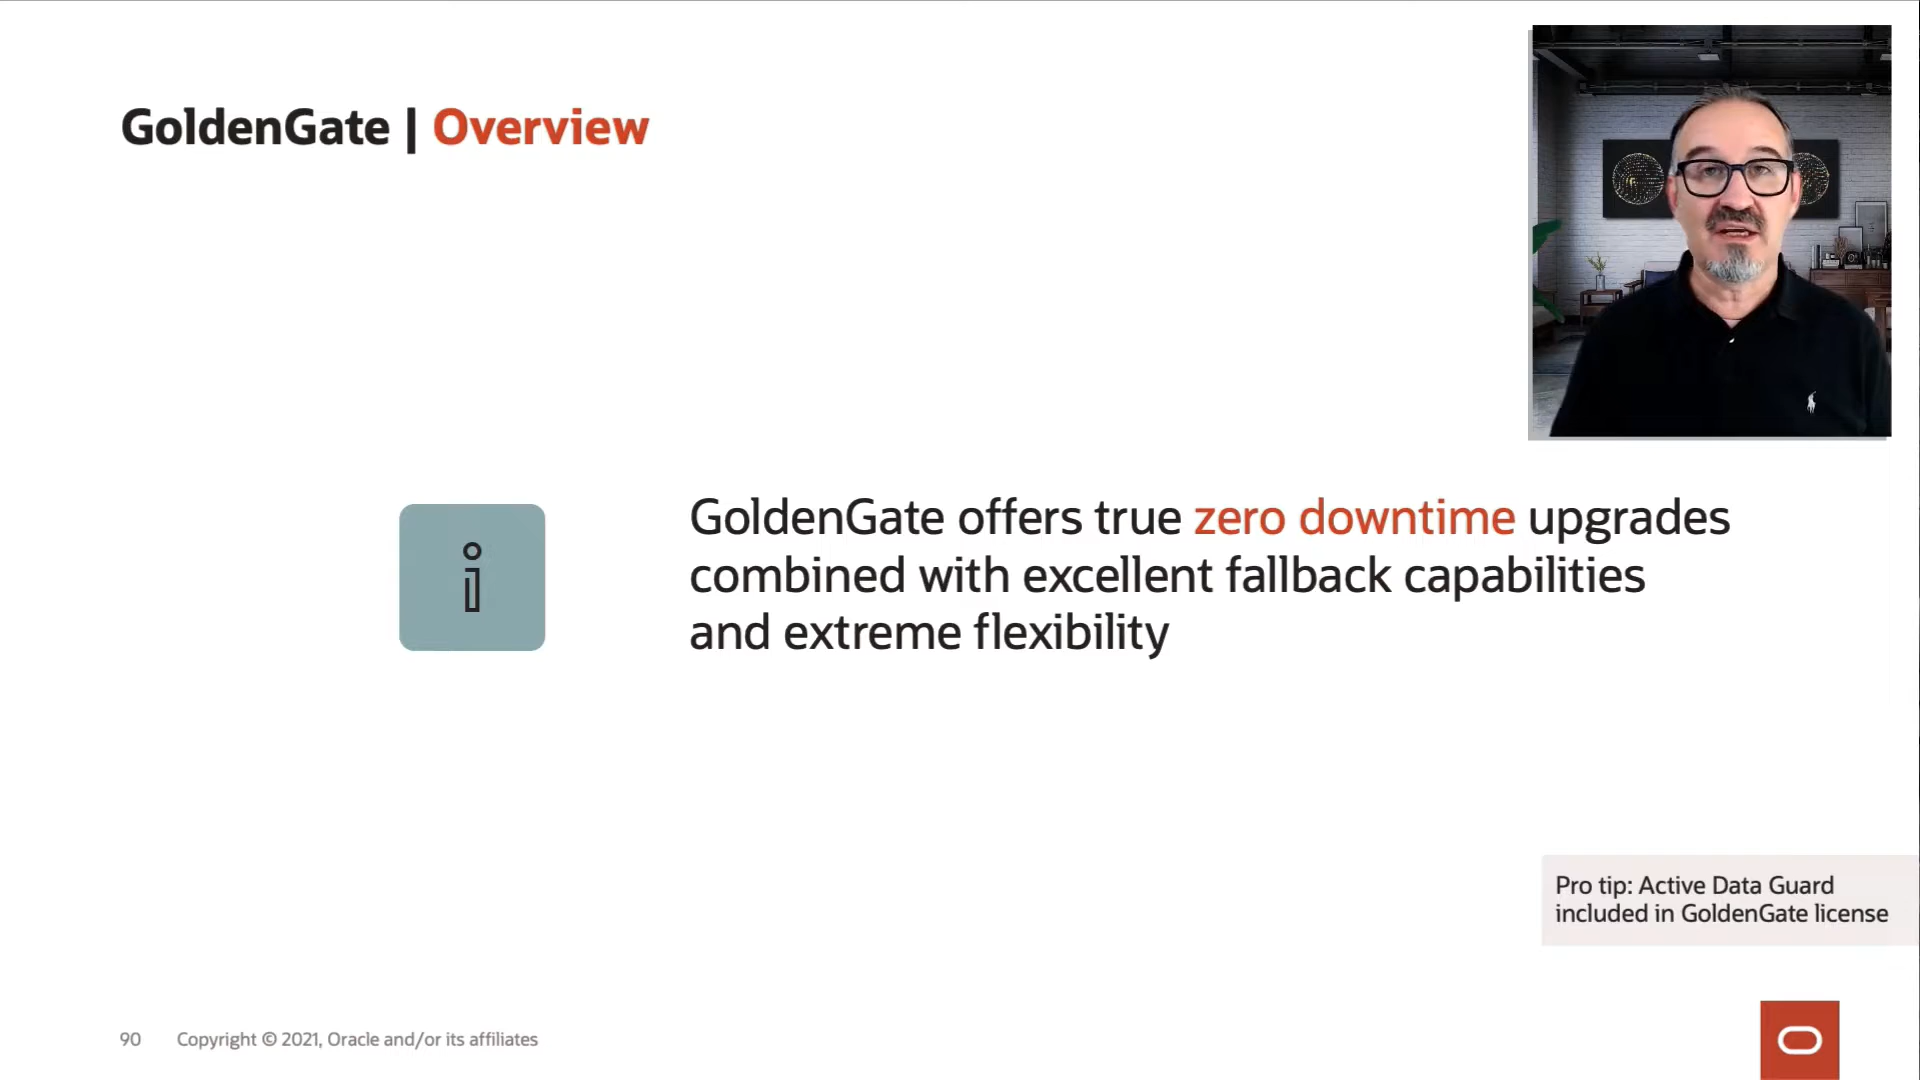 GoldenGate | Overview
GoldenGate offers true zero downtime upgrades
combined with excellent fallback capabilities
and extreme flexibility
Pro tip: Active Data Guard
included in GoldenGate license
90 Copyright © 2021, Oracle and/or its affiliates